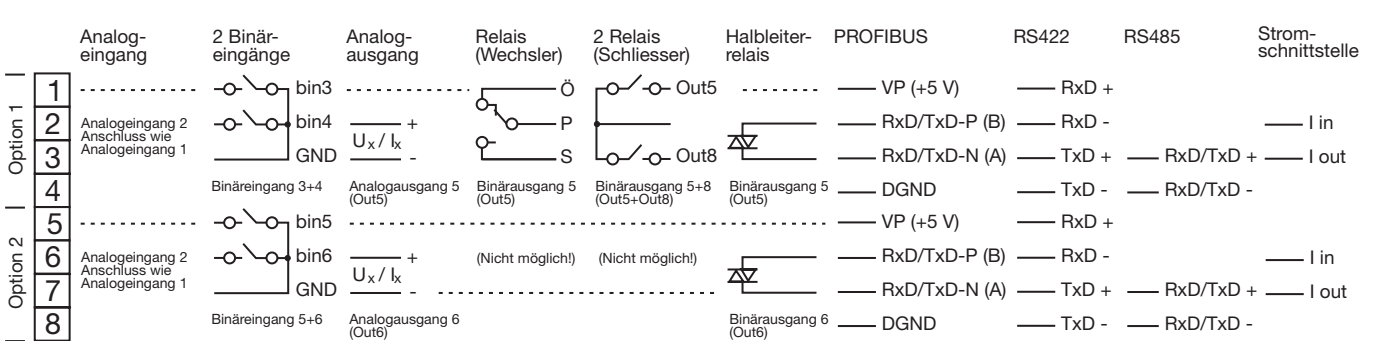 Analog-
eingang
2 Binär-
eingänge
Analog-
ausgang
Relais
(Wechsler)
2 Relais
(Schliesser)
Halbleiter-
relais
PROFIBUS
RS422
RS485
Strom-
schnittstelle
Option 1
1
bin3
Ö
Out5
VP (+5 V)
RxD +
2
Analogeingang 2
Anschluss wie
Analogeingang 1
bin4
+
Ux / Ix
P
RxD/TxD-P (B)
RxD -
I in
3
GND
-
S
Out8
RxD/TxD-N (A)
TxD +
RxD/TxD +
I out
4
Binäreingang 3+4
Analogausgang 5
(Out5)
Binärausgang 5
(Out5)
Binärausgang 5+8
(Out5+Out8)
Binärausgang 5
(Out5)
DGND
TxD -
RxD/TxD -
Option 2
5
bin5
VP (+5 V)
RxD +
6
Analogeingang 2
Anschluss wie
Analogeingang 1
bin6
+
Ux / Ix
(Nicht möglich!)
(Nicht möglich!)
RxD/TxD-P (B)
RxD -
I in
7
GND
-
RxD/TxD-N (A)
TxD +
RxD/TxD +
I out
8
Binäreingang 5+6
Analogausgang 6
(Out6)
Binärausgang 6
(Out6)
DGND
TxD -
RxD/TxD -